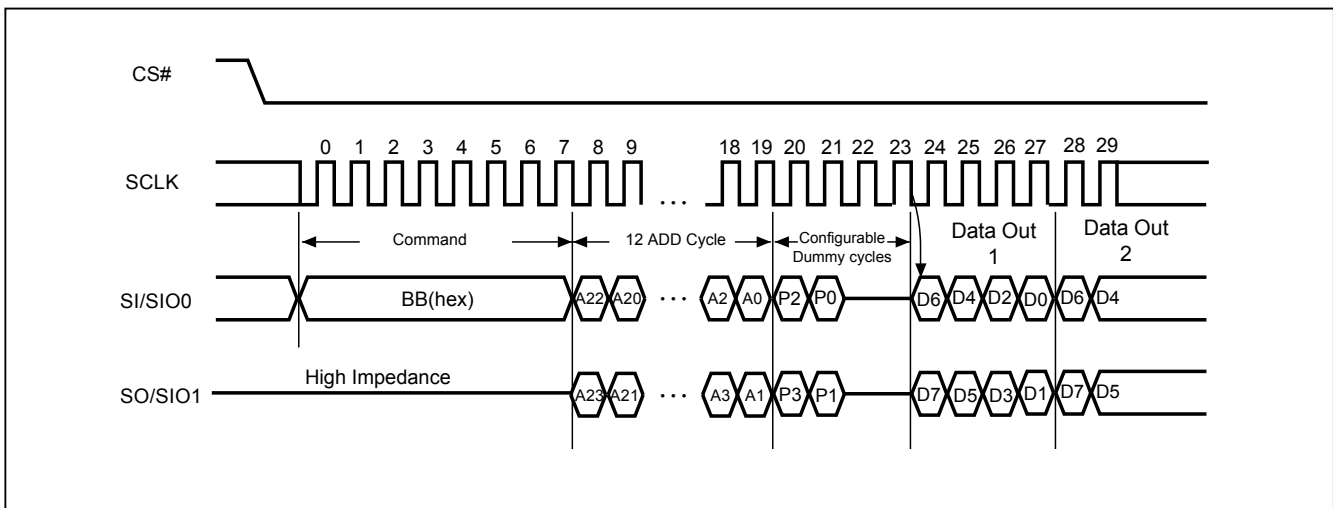 CS#
0 1 2 3 4 5 6 7 8 9 18 19 20 21 22 23 24 25 26 27 28 29
SCLK
...
Command 12 ADD Cycle Configurable Dummy cycles Data Out 1 Data Out 2
SI/SIO0 BB(hex) A22 A20 ... A2 A0 P2 P0 D6 D4 D2 D0 D6 D4
High Impedance
SO/SIO1 A23 A21 ... A3 A1 P3 P1 D7 D5 D3 D1 D7 D5